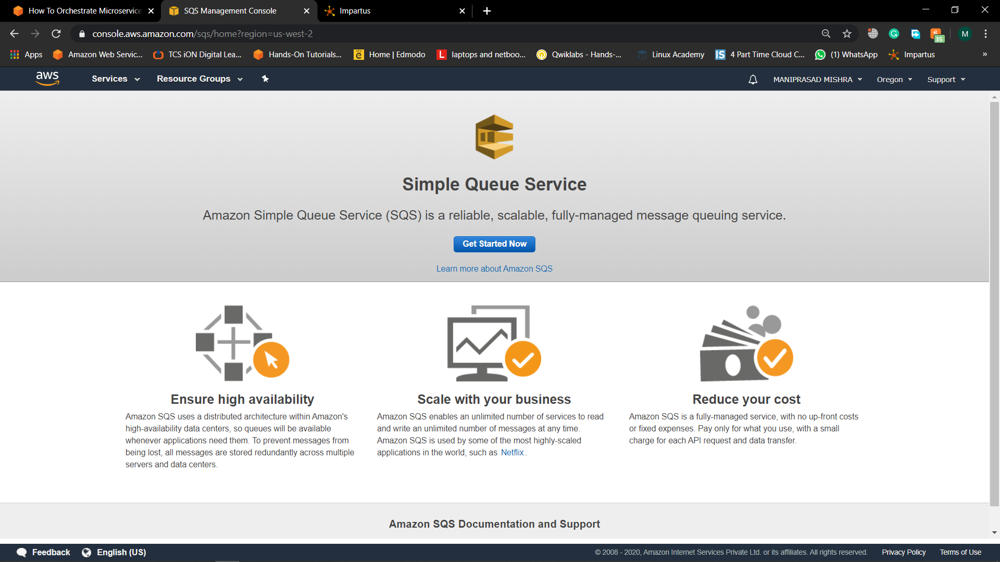 How To Orchestrate Microservice
SQS Management Console
Impartus
console.aws.amazon.com/sqs/home?region=us-west-2
35
M
Apps
Amazon Web Servic...
TCS iON Digital Lea...
Hands-On Tutorials...
Home | Edmodo
laptops and netboo...
Qwiklabs - Hands-...
Linux Academy
4 Part Time Cloud C...
(1) WhatsApp
Impartus
»
aws
Services
Resource Groups
MANIPRASAD MISHRA
Oregon
Support
Simple Queue Service
Amazon Simple Queue Service (SQS) is a reliable, scalable, fully-managed message queuing service.
Get Started Now
Learn more about Amazon SQS
Ensure high availability
Amazon SQS uses a distributed architecture within Amazon's
high-availability data centers, so queues will be available
whenever applications need them. To prevent messages from
being lost, all messages are stored redundantly across multiple
servers and data centers.
Scale with your business
Amazon SQS enables an unlimited number of services to read
and write an unlimited number of messages at any time.
Amazon SQS is used by some of the most highly-scaled
applications in the world, such as Netflix.
Reduce your cost
Amazon SQS is a fully-managed service, with no up-front costs
or fixed expenses. Pay only for what you use, with a small
charge for each API request and data transfer.
Amazon SQS Documentation and Support
Feedback
English (US)
© 2008 - 2020, Amazon Internet Services Private Ltd. or its affiliates. All rights reserved.
Privacy Policy
Terms of Use